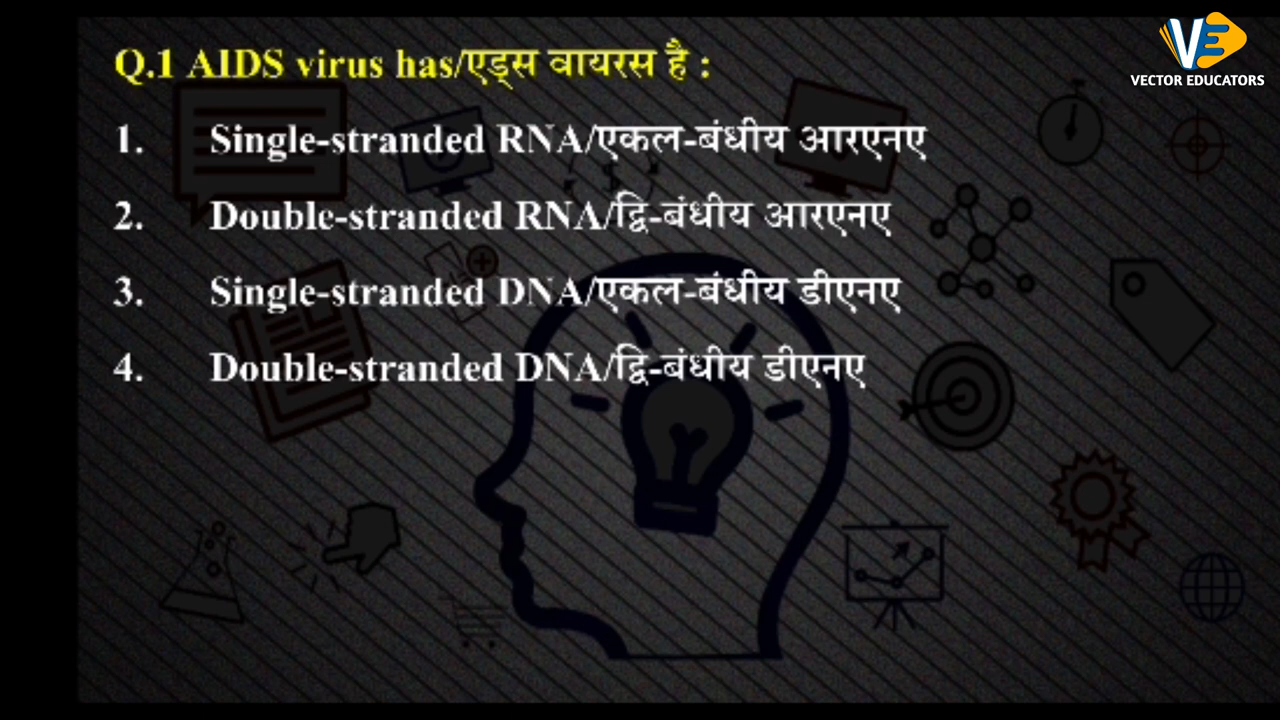 Q.1 AIDS virus has/एड्स वायरस है :
1. Single-stranded RNA/एकल-बंधीय आरएनए
2. Double-stranded RNA/द्वि-बंधीय आरएनए
3. Single-stranded DNA/एकल-बंधीय डीएनए
4. Double-stranded DNA/द्वि-बंधीय डीएनए
VE
VECTOR EDUCATORS